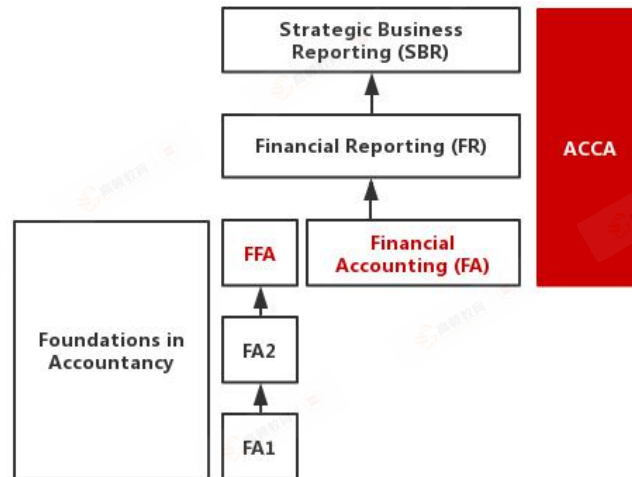 Strategic Business
Reporting (SBR)
Financial Reporting (FR)
ACCA
FFA
Financial
Accounting (FA)
Foundations in
Accountancy
FA2
FA1